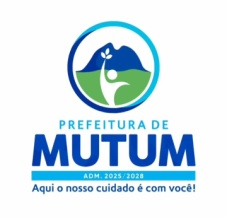 PREFEITURA DE
MUTUM
ADM. 2025/2028
Aqui o nosso cuidado é com você!